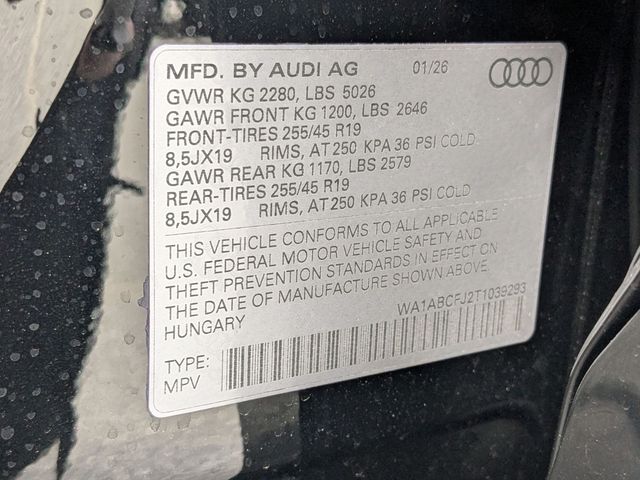 MFD. BY AUDI AG 01/26
GVWR KG 2280, LBS 5026
GAWR FRONT KG 1200, LBS 2646
FRONT-TIRES 255/45 R19
8,5JX19 RIMS, AT 250 KPA 36 PSI COLD
GAWR REAR KG 1170, LBS 2579
REAR-TIRES 255/45 R19
8,5JX19 RIMS, AT 250 KPA 36 PSI COLD
THIS VEHICLE CONFORMS TO ALL APPLICABLE
U.S. FEDERAL MOTOR VEHICLE SAFETY AND
THEFT PREVENTION STANDARDS IN EFFECT ON
THE DATE OF MANUFACTURE SHOWN ABOVE.
HUNGARY WA1ABCFJ2T1039293
TYPE:
MPV